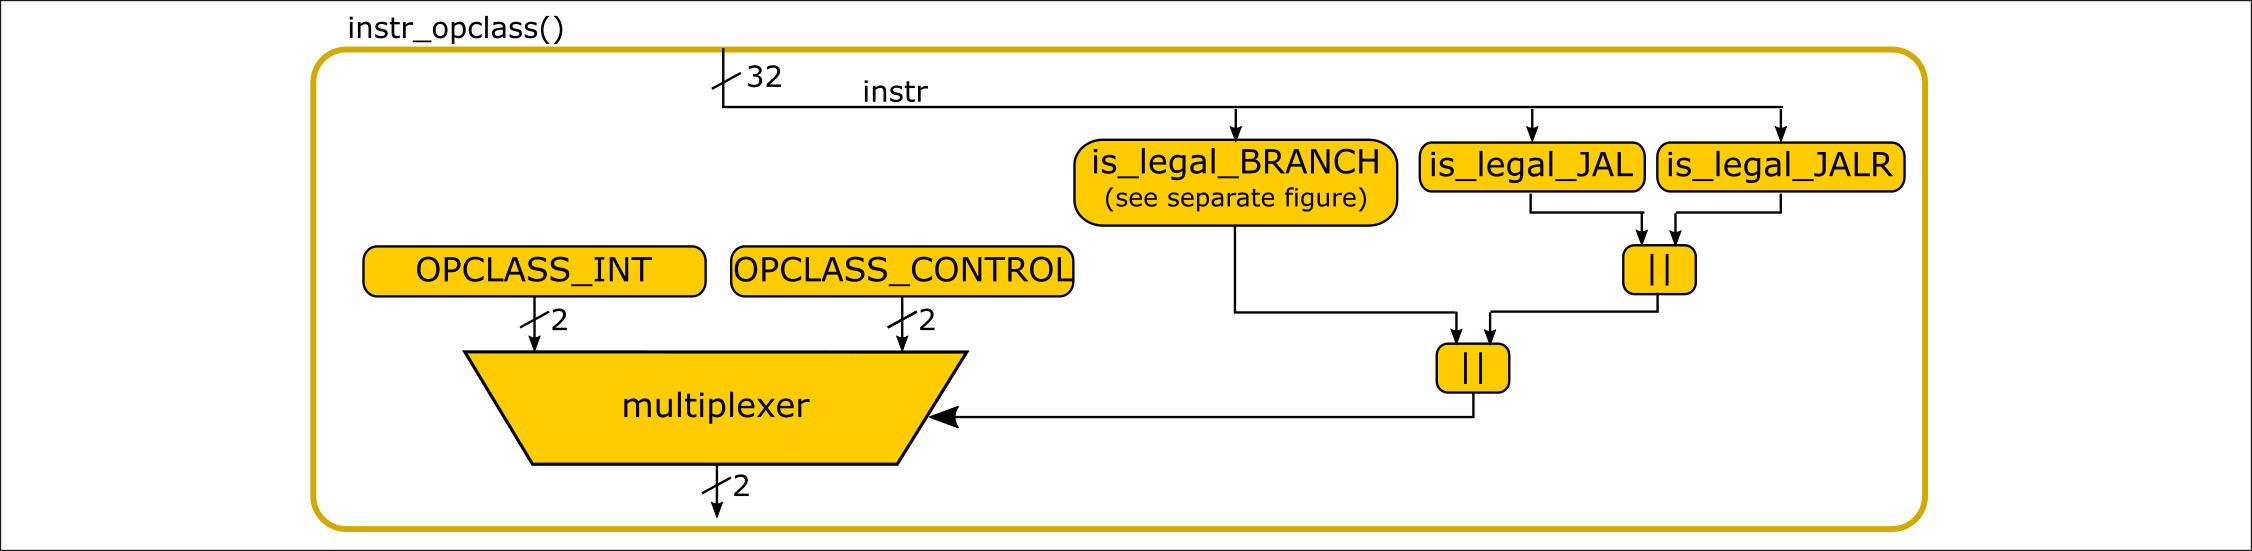 instr_opclass()
32
instr
is_legal_BRANCH
(see separate figure)
is_legal_JAL
is_legal_JALR
OPCLASS_INT
OPCLASS_CONTROL
||
2
2
||
multiplexer
2